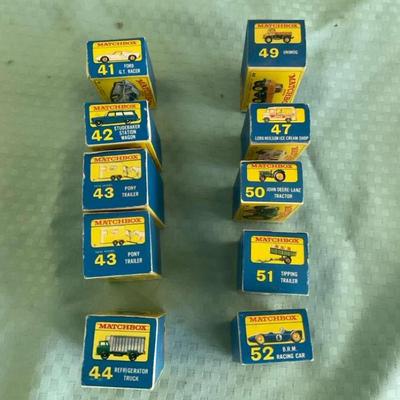 MATCHBOX
41 FORD
G.T. RACER
MATCHBOX
42 STUDEBAKER
STATION
WAGON
MATCHBOX
43 PONY
TRAILER
MATCHBOX
43 PONY
TRAILER
MATCHBOX
44 REFRIGERATOR
TRUCK
MATCHBOX
49 UNIMOG
MATCHBOX
47
LORD NEILSON ICE CREAM SHOP
MATCHBOX
50 JOHN DEERE-LANZ
TRACTOR
MATCHBOX
51 TIPPING
TRAILER
MATCHBOX
52 B.R.M.
RACING CAR